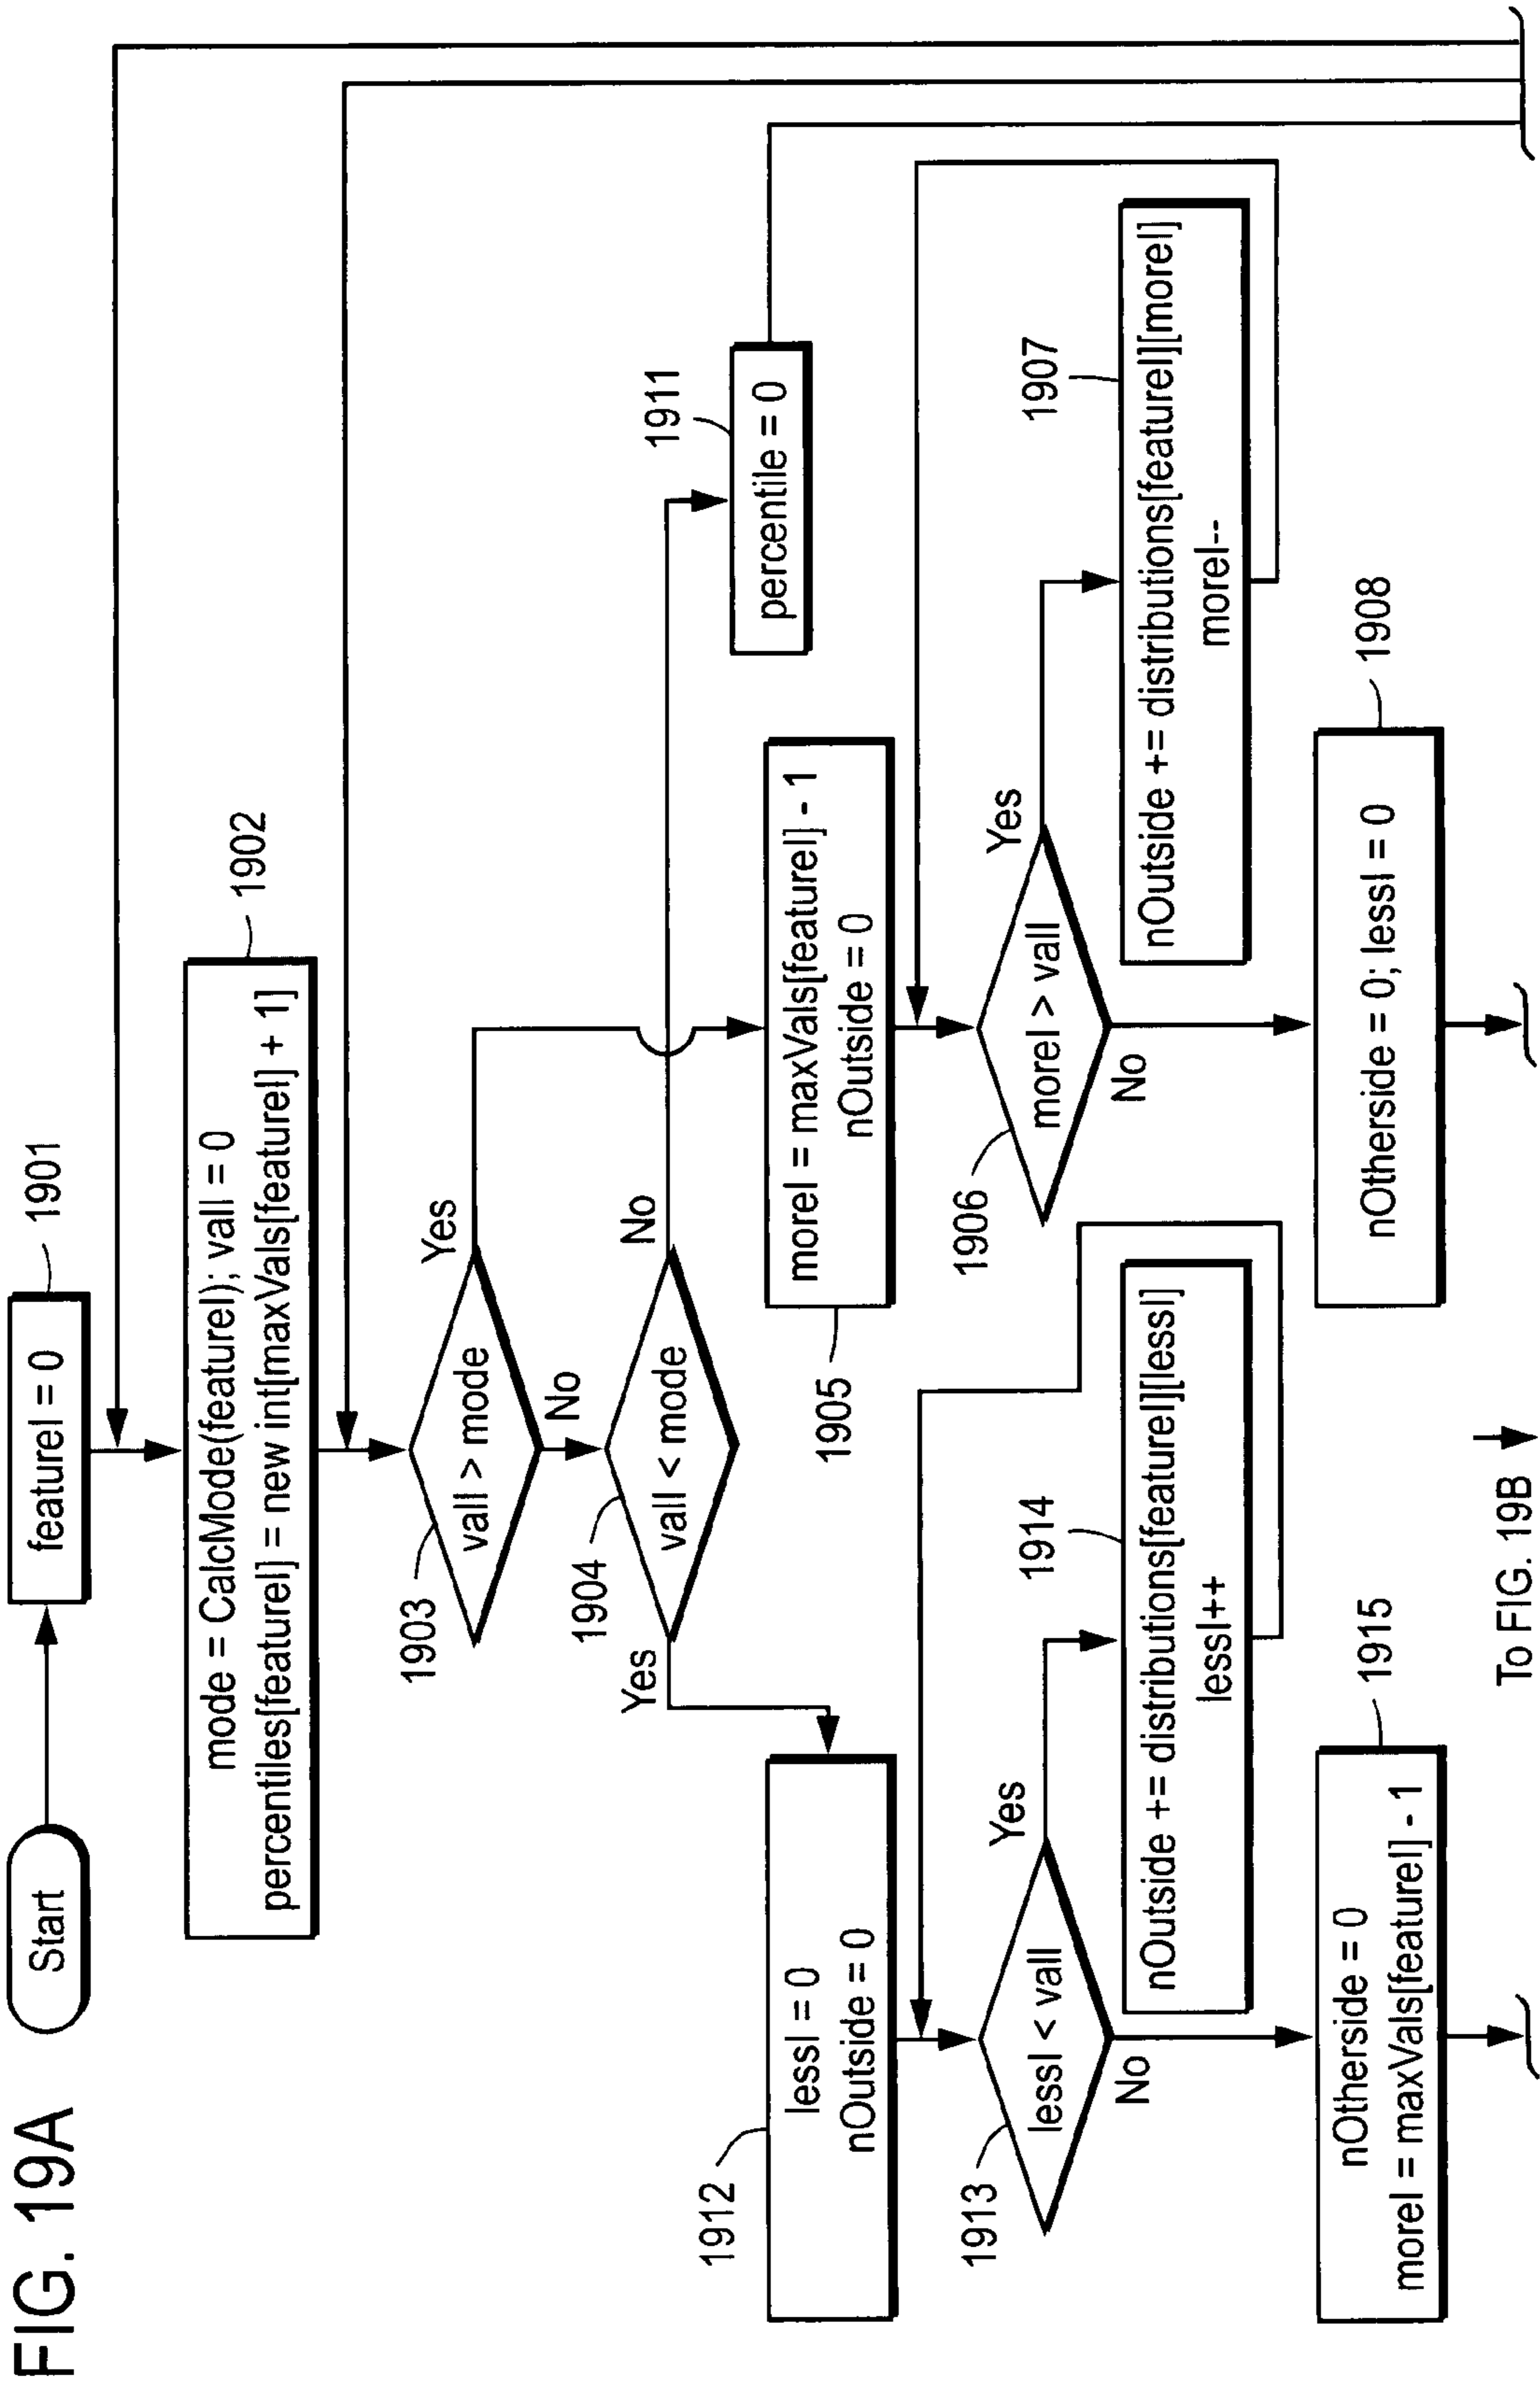 FIG. 19A
Start
featureI = 0
1901
mode = CalcMode(featureI); valI = 0
percentiles[featureI] = new int[maxVals[featureI] + 1]
1902
1903
valI > mode
Yes
No
1904
valI < mode
Yes
No
1911
percentile = 0
1912
lessI = 0
nOutside = 0
1905
moreI = maxVals[featureI] - 1
nOutside = 0
1913
lessI < valI
Yes
No
1914
nOutside += distributions[featureI][lessI]
lessI++
1906
moreI > valI
Yes
No
1907
nOutside += distributions[featureI][moreI]
moreI--
1915
nOtherside = 0
moreI = maxVals[featureI] - 1
1908
nOtherside = 0; lessI = 0
To FIG. 19B